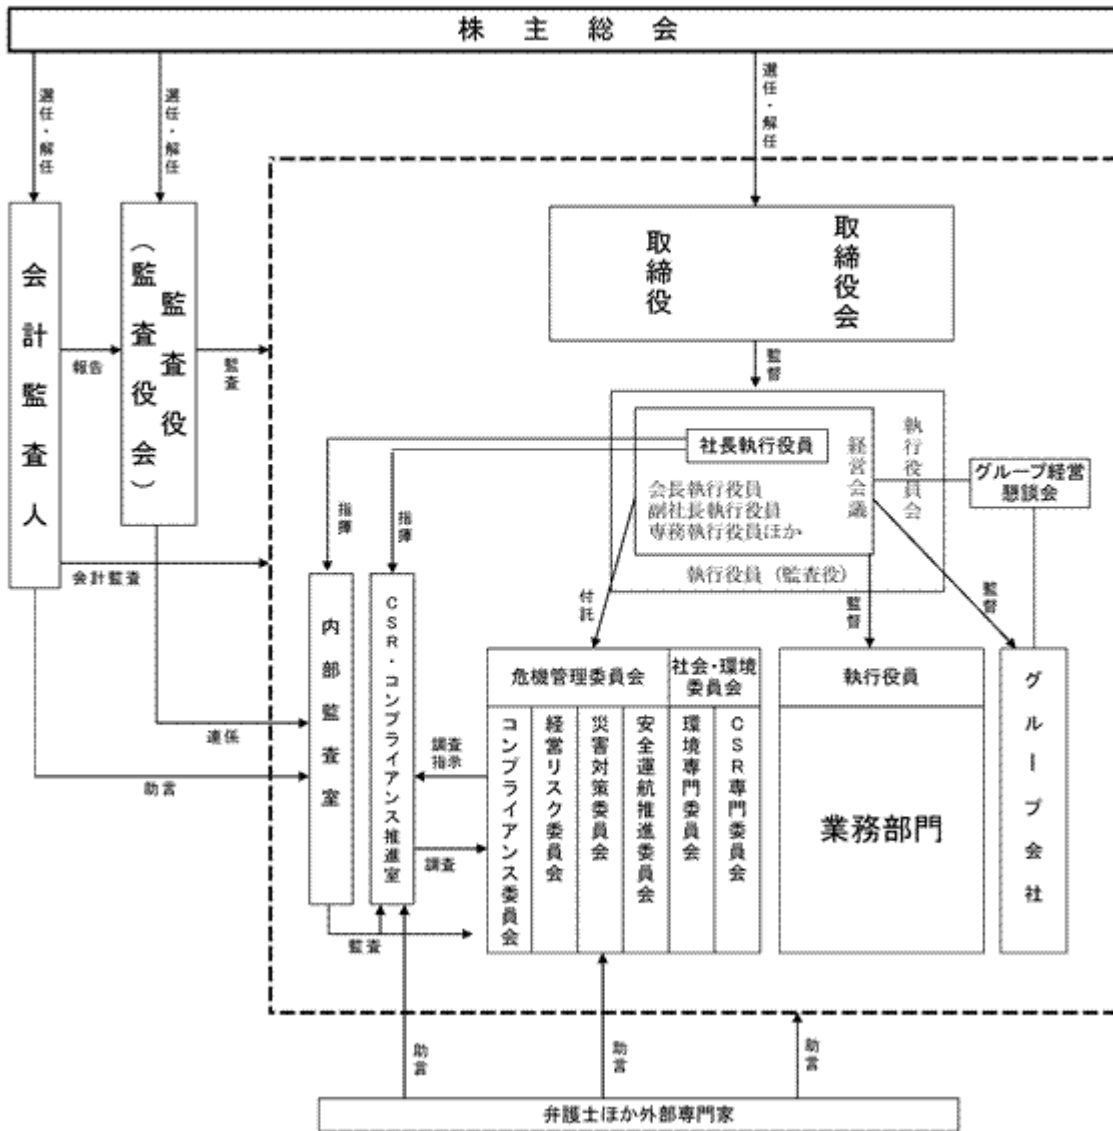 株主総会
選任・解任
選任・解任
選任・解任
会計監査人
監査役
(監査役会)
報告
監査
会計監査
取締役会
取締役
監督
執行役員会
経営会議
社長執行役員
会長執行役員
副社長執行役員
専務執行役員ほか
執行役員（監査役）
グループ経営
懇談会
指揮
指揮
付託
監督
監督
内部監査室
CSR・コンプライアンス推進室
連係
助言
調査
指示
調査
監査
危機管理委員会
社会・環境
委員会
コンプライアンス委員会
経営リスク委員会
災害対策委員会
安全運航推進委員会
環境専門委員会
CSR専門委員会
執行役員
業務部門
グループ会社
助言
助言
助言
弁護士ほか外部専門家